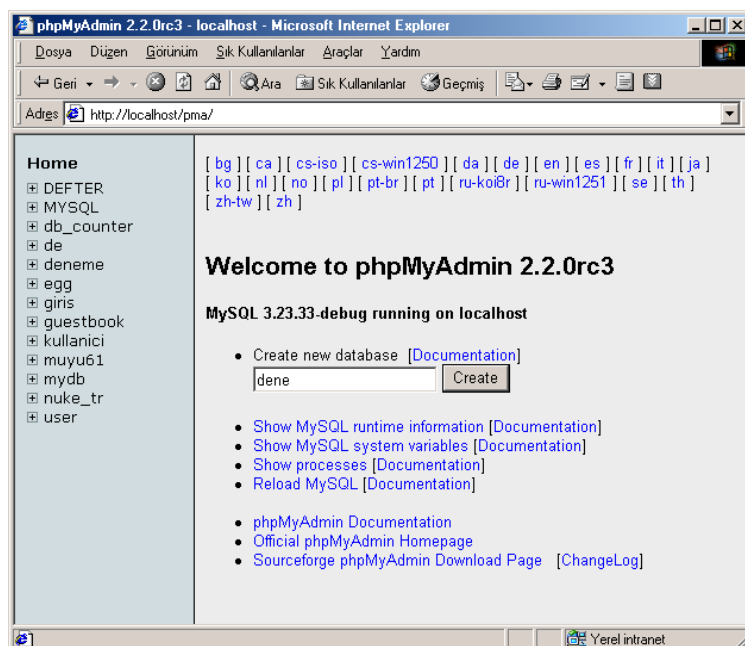 phpMyAdmin 2.2.0rc3 - localhost - Microsoft Internet Explorer
Dosya Düzen Görünüm Sık Kullanılanlar Araçlar Yardım
Geri Ara Sık Kullanılanlar Geçmiş
Adres http://localhost/pma/
Home
DEFTER
MYSQL
db_counter
de
deneme
egg
giris
guestbook
kullanici
muyu61
mydb
nuke_tr
user
[ bg ] [ ca ] [ cs-iso ] [ cs-win1250 ] [ da ] [ de ] [ en ] [ es ] [ fr ] [ it ] [ ja ]
[ ko ] [ nl ] [ no ] [ pl ] [ pt-br ] [ pt ] [ ru-koi8r ] [ ru-win1251 ] [ se ] [ th ]
[ zh-tw ] [ zh ]
Welcome to phpMyAdmin 2.2.0rc3
MySQL 3.23.33-debug running on localhost
• Create new database [Documentation]
dene Create
• Show MySQL runtime information [Documentation]
• Show MySQL system variables [Documentation]
• Show processes [Documentation]
• Reload MySQL [Documentation]
• phpMyAdmin Documentation
• Official phpMyAdmin Homepage
• Sourceforge phpMyAdmin Download Page [ChangeLog]
Yerel intranet